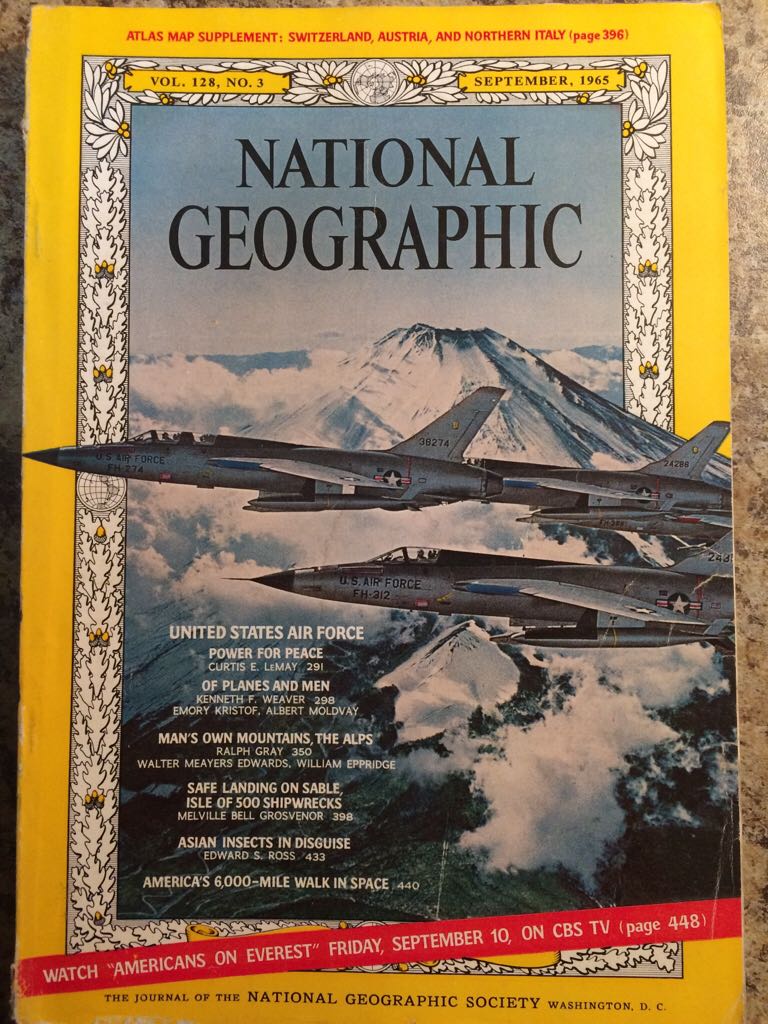 ATLAS MAP SUPPLEMENT: SWITZERLAND, AUSTRIA, AND NORTHERN ITALY (page 396)
VOL. 128, NO. 3
SEPTEMBER, 1965
NATIONAL
GEOGRAPHIC
38274
24286
U.S. AIR FORCE
FH-274
U.S. AIR FORCE
FH-312
UNITED STATES AIR FORCE
POWER FOR PEACE
CURTIS E. LeMAY 291
OF PLANES AND MEN
KENNETH F. WEAVER 298
EMORY KRISTOF, ALBERT MOLDVAY
MAN'S OWN MOUNTAINS, THE ALPS
RALPH GRAY 350
WALTER MEAYERS EDWARDS, WILLIAM EPPRIDGE
SAFE LANDING ON SABLE,
ISLE OF 500 SHIPWRECKS
MELVILLE BELL GROSVENOR 398
ASIAN INSECTS IN DISGUISE
EDWARD S. ROSS 433
AMERICA'S 6,000-MILE WALK IN SPACE 440
WATCH "AMERICANS ON EVEREST" FRIDAY, SEPTEMBER 10, ON CBS TV (page 448)
THE JOURNAL OF THE NATIONAL GEOGRAPHIC SOCIETY WASHINGTON, D. C.